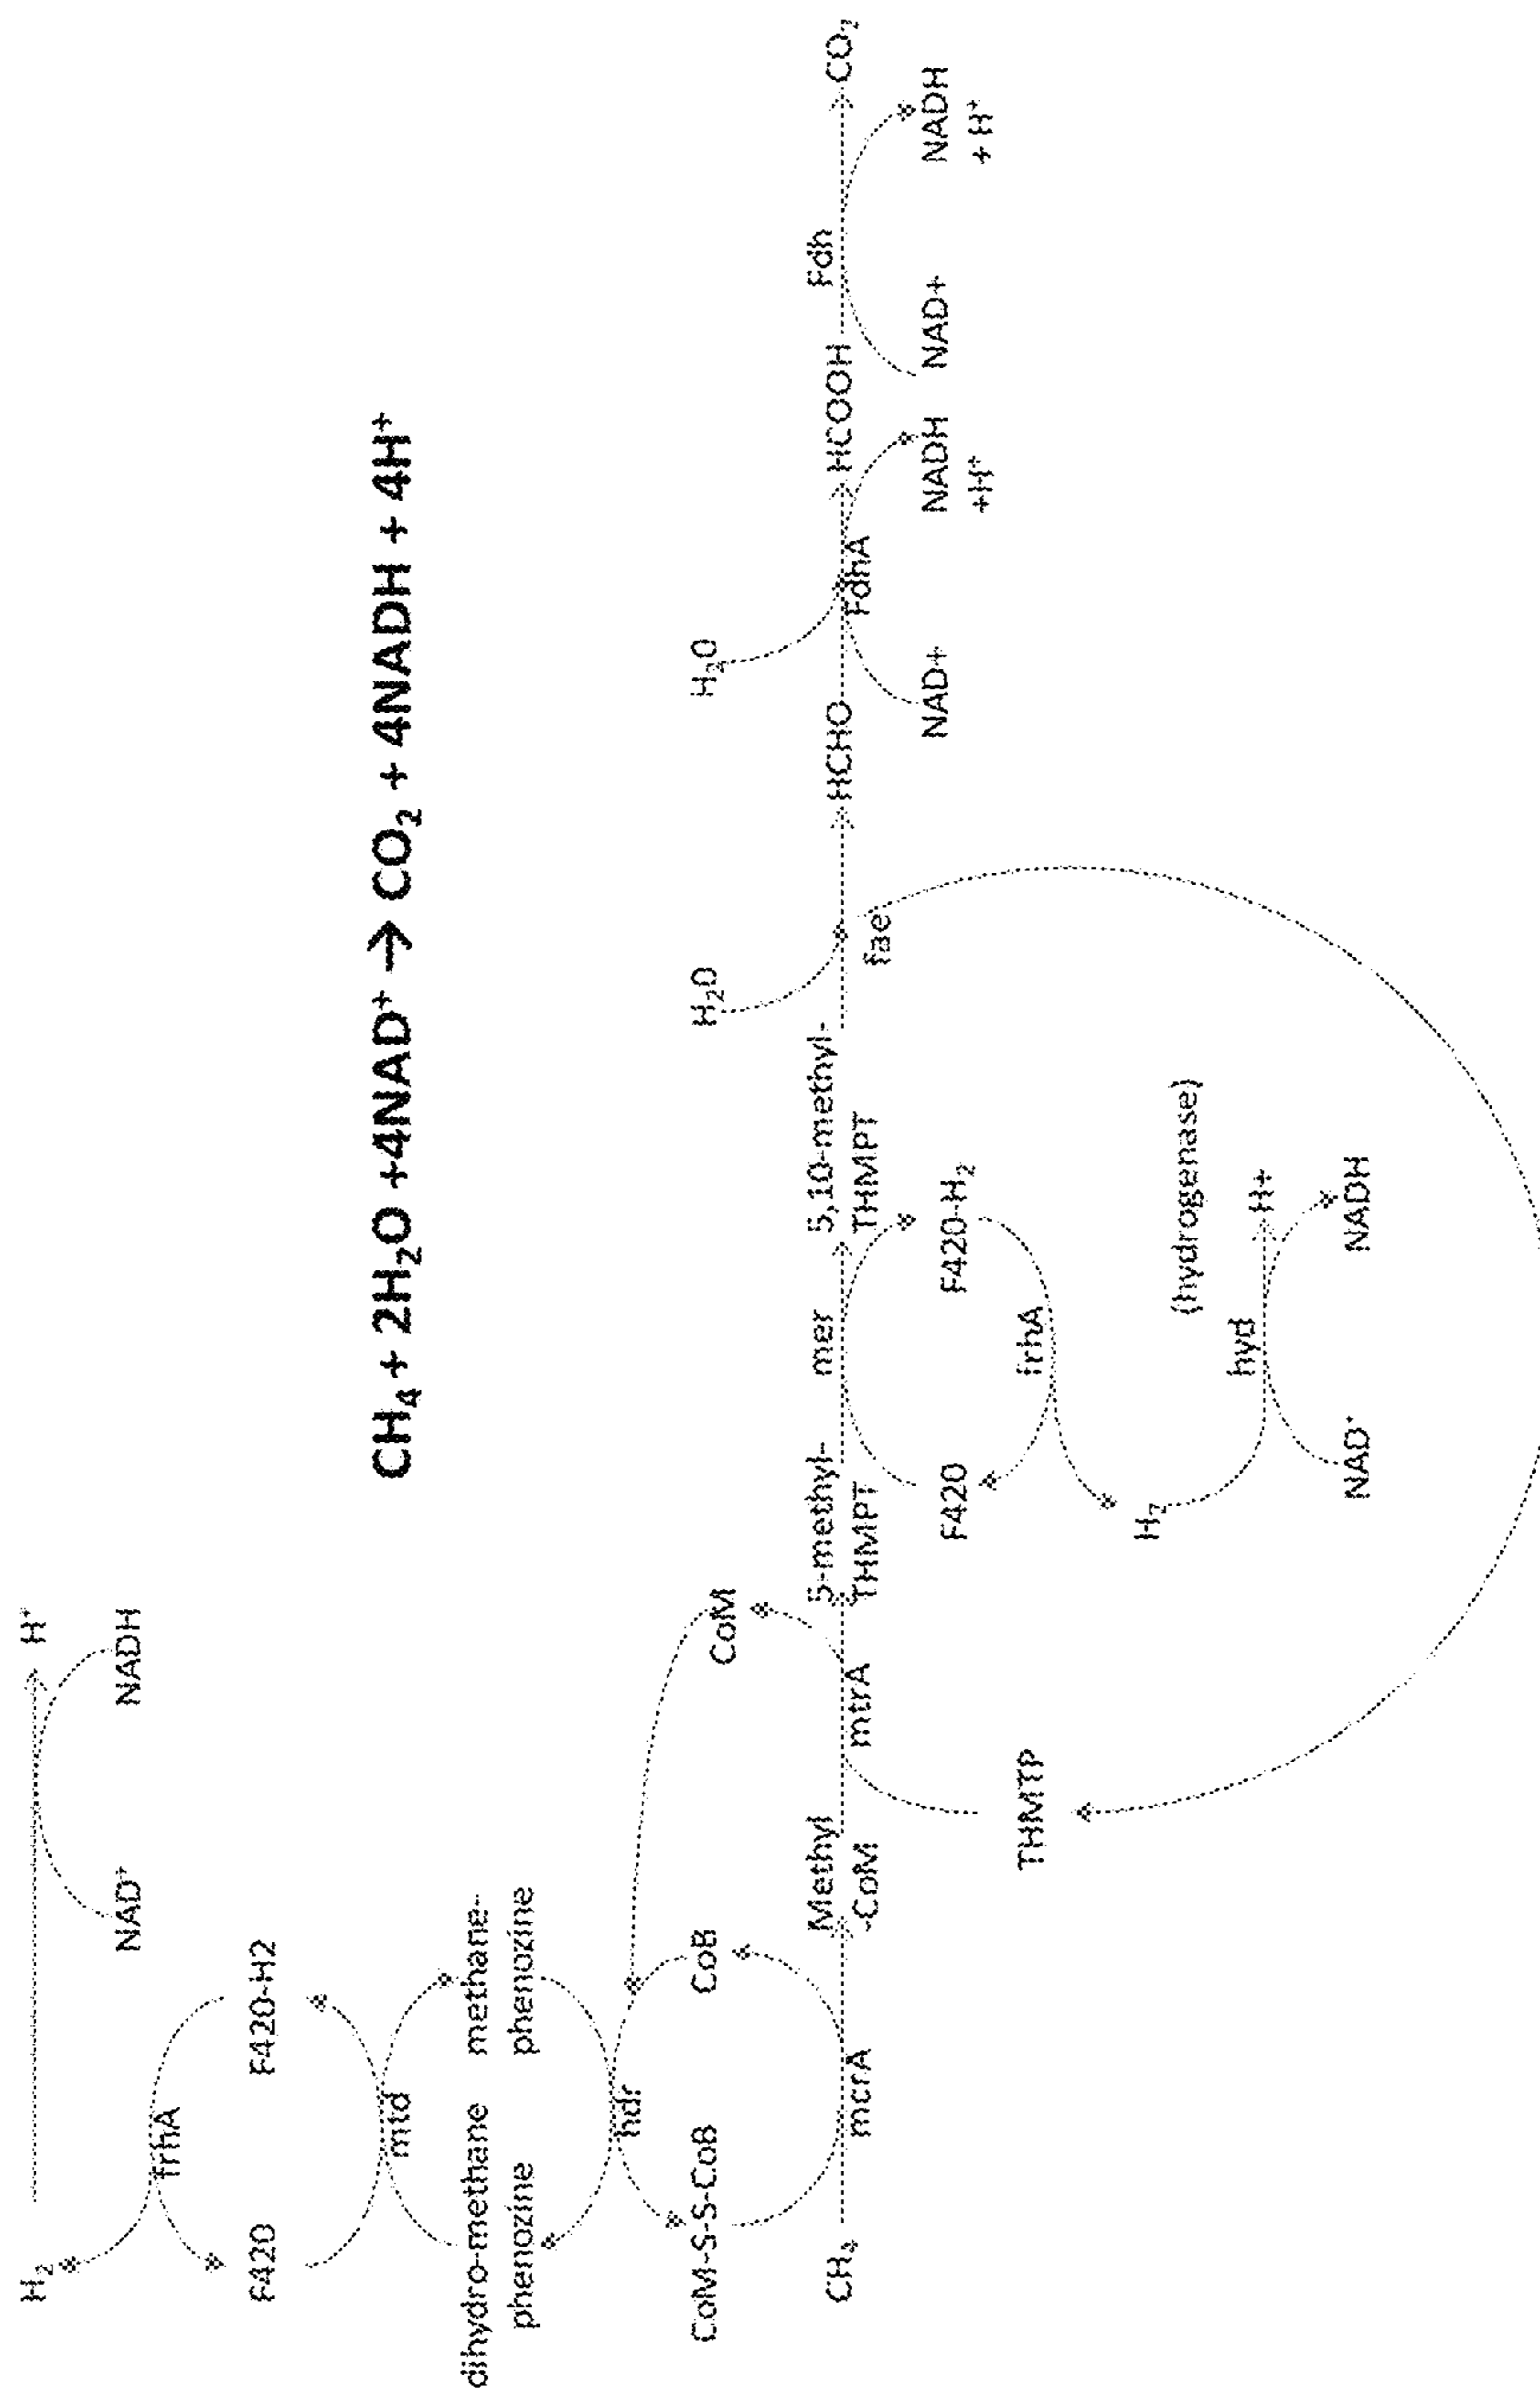 H₂
H⁺
frhA
NAD⁺
NADH
F420
F420-H2
mtd
dihydro-methane
phenozine
methane-
phenozine
CH₄ + 2H₂O +4NAD⁺ → CO₂ + 4NADH + 4H⁺
hdr
CoM-S-S-CoB
CoB
CoM
H₂O
H₂O
CH₄
mcrA
Methyl
-CoM
mtrA
5-methyl-
THMPT
mer
5,10-methyl-
THMPT
fae
HCHO
FdhA
HCOOH
Fdh
CO₂
F420
F420-H₂
NAD+
NADH
+H⁺
NAD+
NADH
+ H⁺
THMTP
frhA
H₂
hyd
(hydrogenase)
H+
NAD⁺
NADH